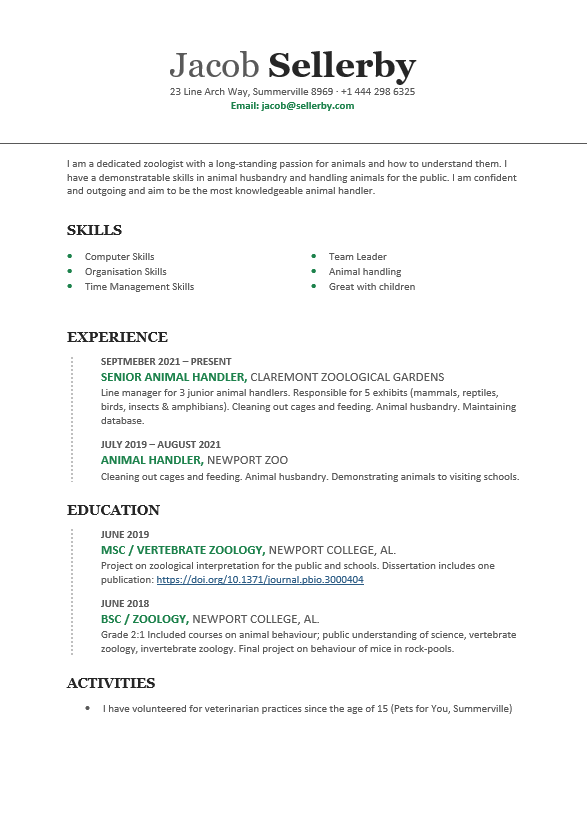 Jacob Sellerby
23 Line Arch Way, Summerville 8969 · +1 444 298 6325
Email: jacob@sellerby.com
I am a dedicated zoologist with a long-standing passion for animals and how to understand them. I
have a demonstratable skills in animal husbandry and handling animals for the public. I am confident
and outgoing and aim to be the most knowledgeable animal handler.
SKILLS
• Computer Skills
• Organisation Skills
• Time Management Skills
• Team Leader
• Animal handling
• Great with children
EXPERIENCE
SEPTMEBER 2021 – PRESENT
SENIOR ANIMAL HANDLER, CLAREMONT ZOOLOGICAL GARDENS
Line manager for 3 junior animal handlers. Responsible for 5 exhibits (mammals, reptiles,
birds, insects & amphibians). Cleaning out cages and feeding. Animal husbandry. Maintaining
database.
JULY 2019 – AUGUST 2021
ANIMAL HANDLER, NEWPORT ZOO
Cleaning out cages and feeding. Animal husbandry. Demonstrating animals to visiting schools.
EDUCATION
JUNE 2019
MSC / VERTEBRATE ZOOLOGY, NEWPORT COLLEGE, AL.
Project on zoological interpretation for the public and schools. Dissertation includes one
publication: https://doi.org/10.1371/journal.pbio.3000404
JUNE 2018
BSC / ZOOLOGY, NEWPORT COLLEGE, AL.
Grade 2:1 Included courses on animal behaviour; public understanding of science, vertebrate
zoology, invertebrate zoology. Final project on behaviour of mice in rock-pools.
ACTIVITIES
• I have volunteered for veterinarian practices since the age of 15 (Pets for You, Summerville)